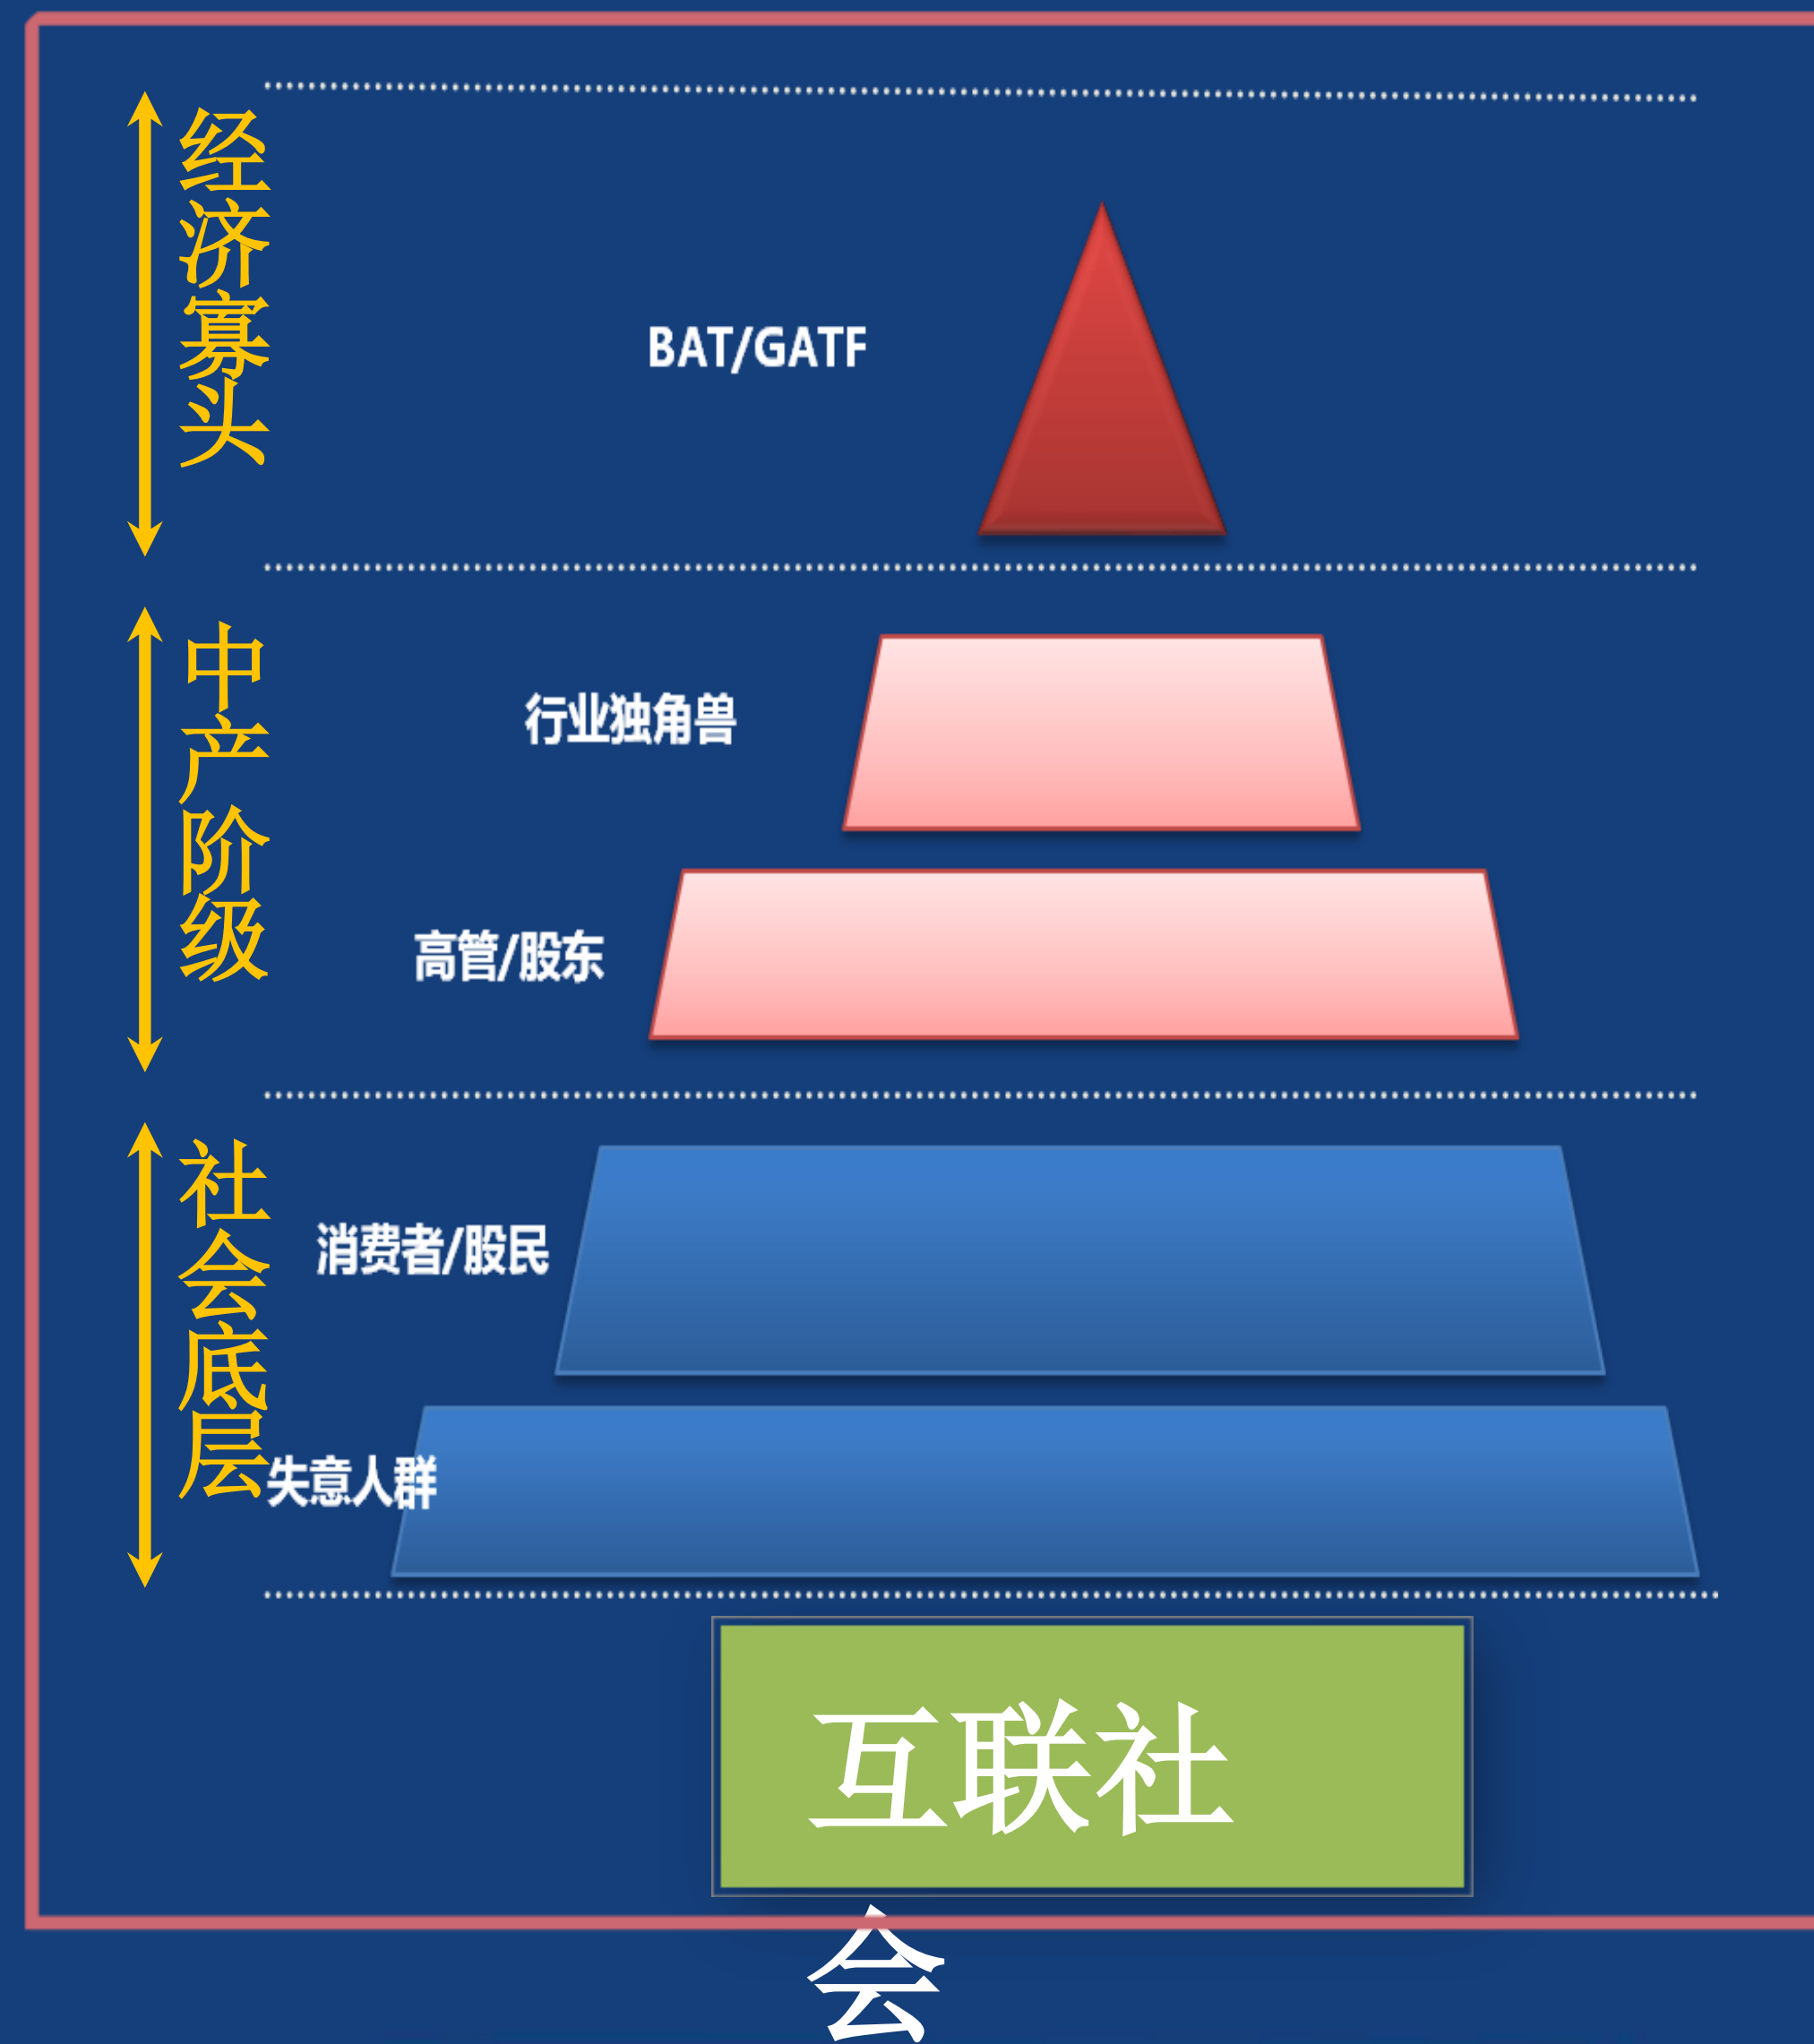 经济寡头
BAT/GATF
中产阶级
行业独角兽
高管/股东
社会底层
消费者/股民
失意人群
互联社
会